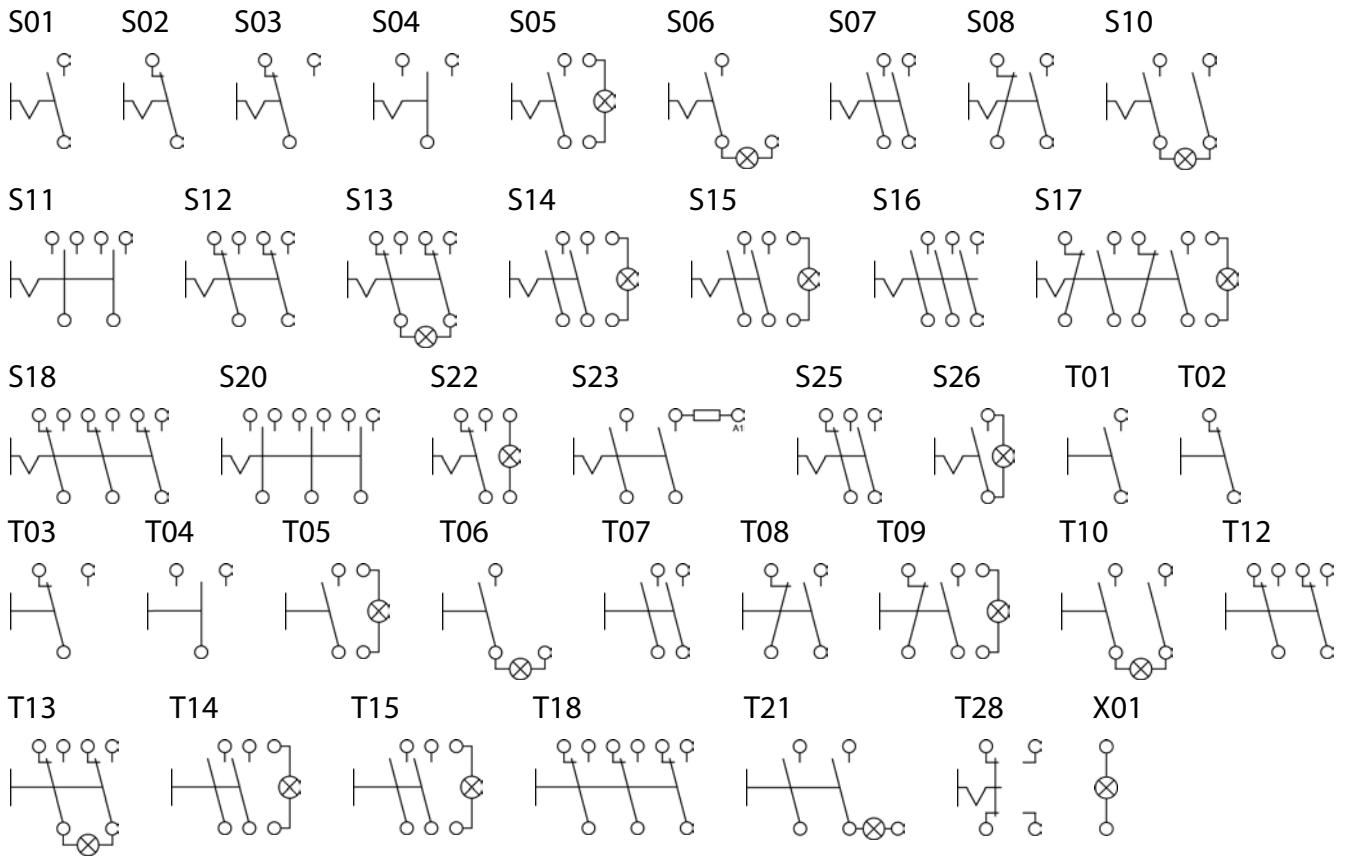 S01 S02 S03 S04 S05 S06 S07 S08 S10
S11 S12 S13 S14 S15 S16 S17
S18 S20 S22 S23 S25 S26 T01 T02
A1
T03 T04 T05 T06 T07 T08 T09 T10 T12
T13 T14 T15 T18 T21 T28 X01